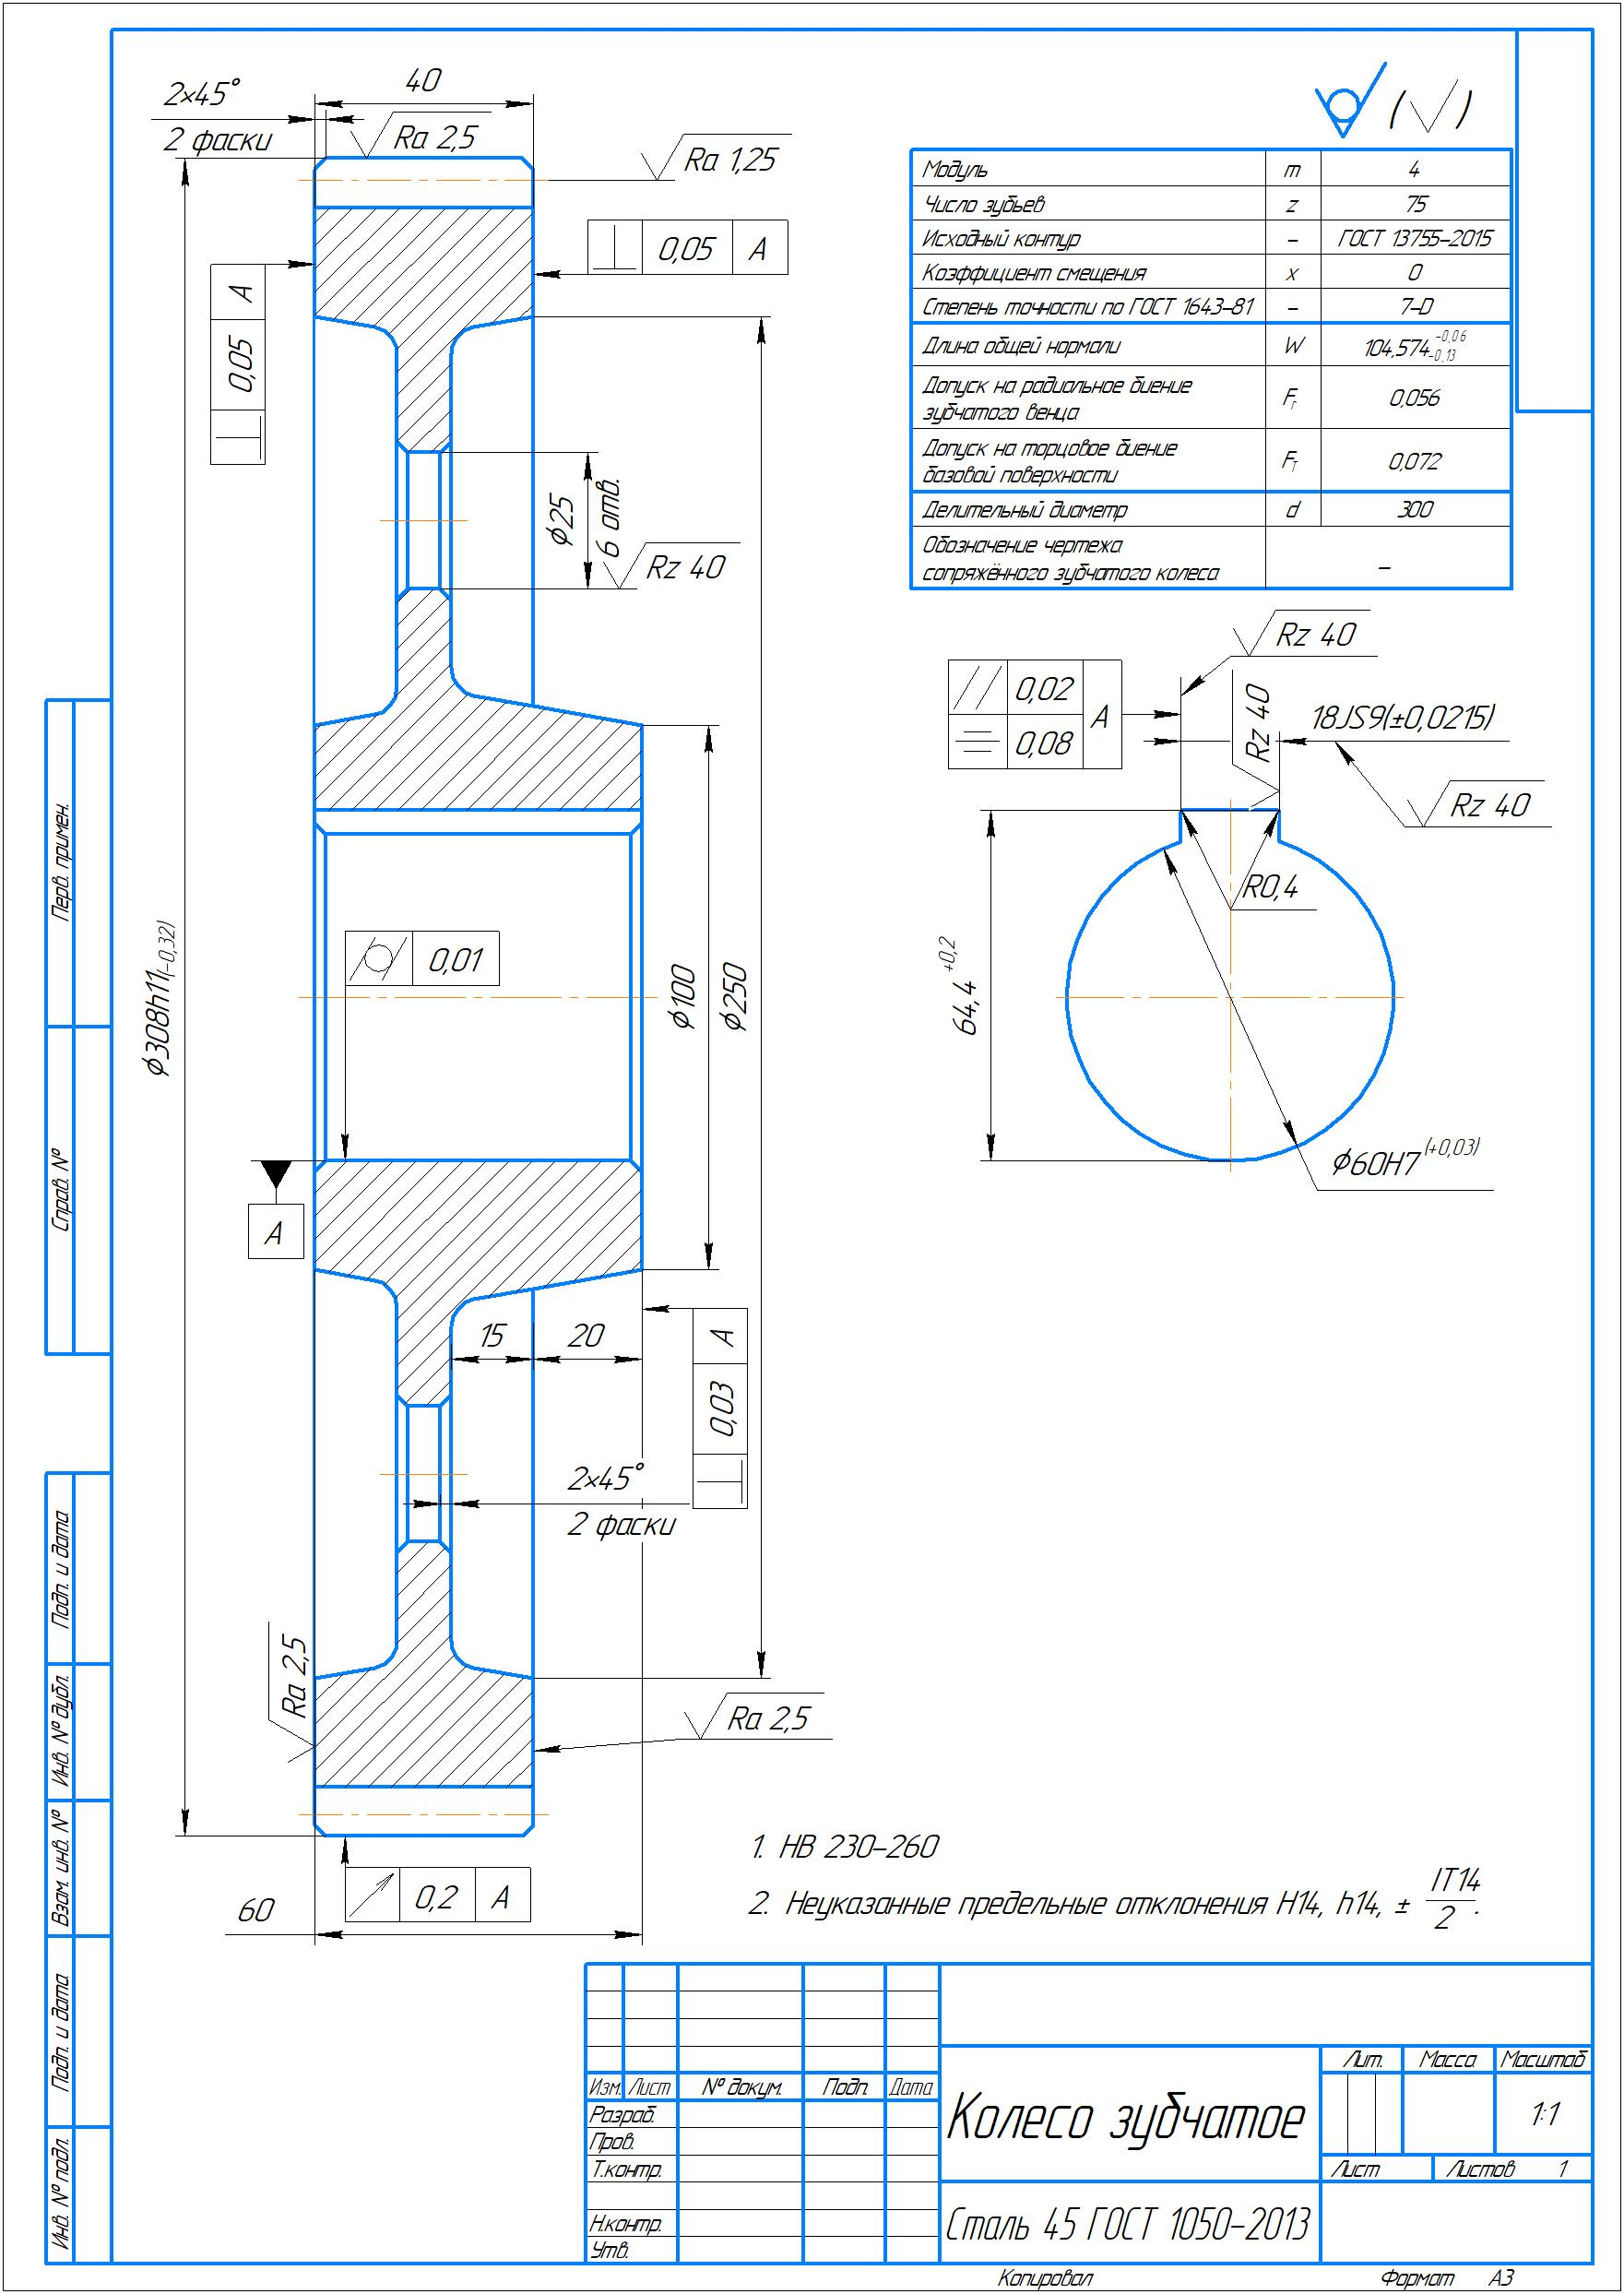 2×45°
2 фаски
40
Ra 2,5
Ra 1,25
0,05 A
0,05 A
⌀25
6 отв.
Rz 40
⌀308h11(-0,32)
0,01
⌀100
⌀250
A
15
20
0,03 A
2×45°
2 фаски
Ra 2,5
Ra 2,5
0,2 A
60
( )
Модуль m 4
Число зубьев z 75
Исходный контур – ГОСТ 13755-2015
Коэффициент смещения x 0
Степень точности по ГОСТ 1643-81 – 7-D
Длина общей нормали W 104,574 -0,06 -0,13
Допуск на радиальное биение
зубчатого венца Fr 0,056
Допуск на торцовое биение
базовой поверхности FT 0,072
Делительный диаметр d 300
Обозначение чертежа
сопряжённого зубчатого колеса –
Rz 40
0,02
0,08
A
Rz 40
18JS9(±0,0215)
Rz 40
R0,4
64,4 +0,2
⌀60H7 (+0,03)
1. НВ 230-260
2. Неуказанные предельные отклонения H14, h14, ± IT14/2.
Перв. примен.
Справ. №
Подп. и дата
Инв. № дубл.
Взам. инв. №
Подп. и дата
Инв. № подл.
Изм. Лист № докум. Подп. Дата
Разраб.
Пров.
Т.контр.
Н.контр.
Утв.
Колесо зубчатое
Лит. Масса Масштаб
1:1
Лист Листов 1
Сталь 45 ГОСТ 1050-2013
Копировал Формат А3